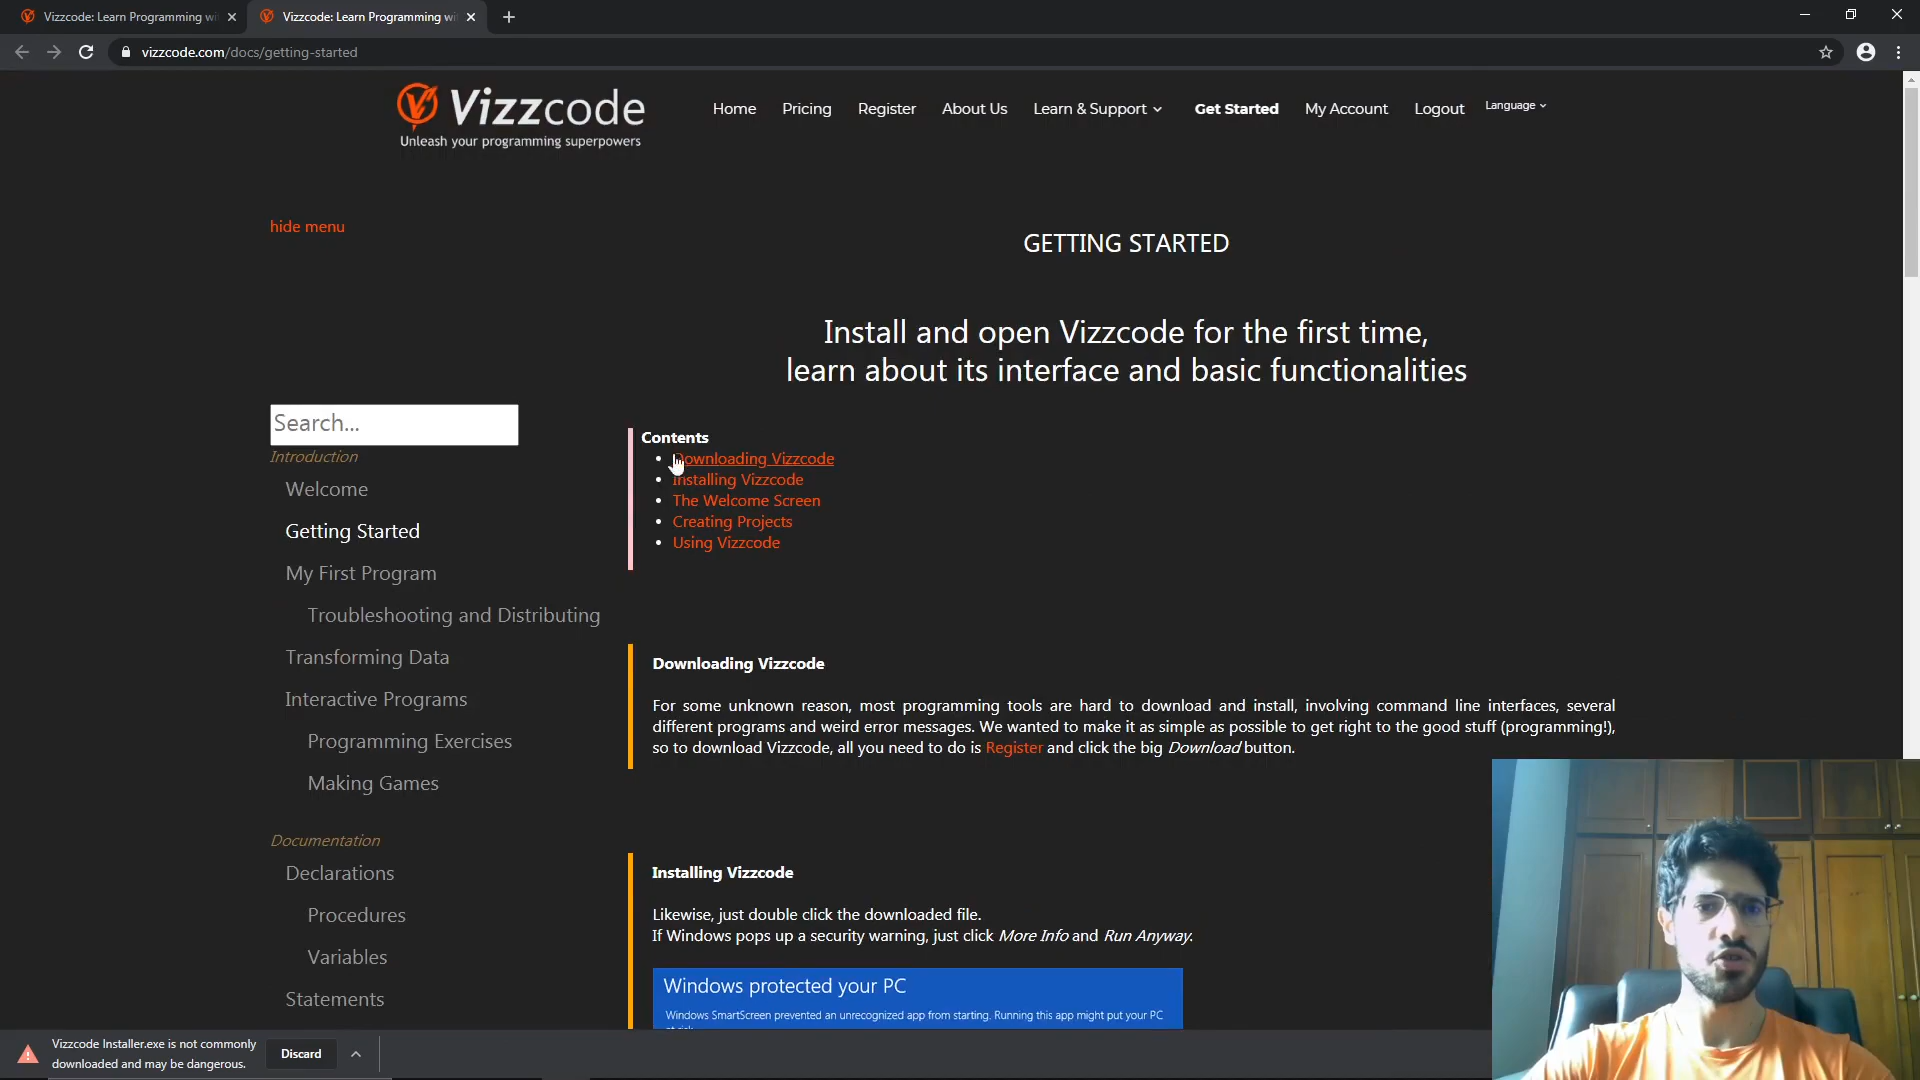 Vizzcode: Learn Programming wi
Vizzcode: Learn Programming wi
vizzcode.com/docs/getting-started
Vizzcode
Unleash your programming superpowers
Home
Pricing
Register
About Us
Learn & Support
Get Started
My Account
Logout
Language
hide menu
GETTING STARTED
Install and open Vizzcode for the first time,
learn about its interface and basic functionalities
Search...
Introduction
Welcome
Getting Started
My First Program
Troubleshooting and Distributing
Transforming Data
Interactive Programs
Programming Exercises
Making Games
Documentation
Declarations
Procedures
Variables
Statements
Contents
• Downloading Vizzcode
• Installing Vizzcode
• The Welcome Screen
• Creating Projects
• Using Vizzcode
Downloading Vizzcode
For some unknown reason, most programming tools are hard to download and install, involving command line interfaces, several
different programs and weird error messages. We wanted to make it as simple as possible to get right to the good stuff (programming!),
so to download Vizzcode, all you need to do is Register and click the big Download button.
Installing Vizzcode
Likewise, just double click the downloaded file.
If Windows pops up a security warning, just click More Info and Run Anyway.
Windows protected your PC
Windows SmartScreen prevented an unrecognized app from starting. Running this app might put your PC
Vizzcode Installer.exe is not commonly
downloaded and may be dangerous.
Discard